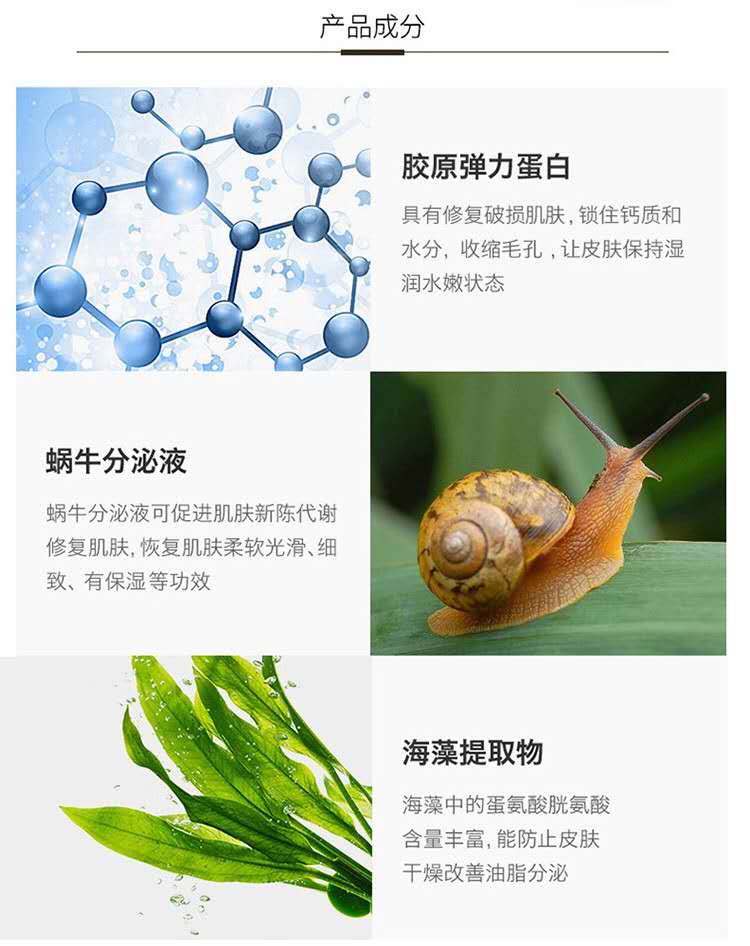 产品成分
胶原弹力蛋白
具有修复破损肌肤, 锁住钙质和
水分, 收缩毛孔 , 让皮肤保持湿
润水嫩状态
蜗牛分泌液
蜗牛分泌液可促进肌肤新陈代谢
修复肌肤, 恢复肌肤柔软光滑、细
致、有保湿等功效
海藻提取物
海藻中的蛋氨酸胱氨酸
含量丰富, 能防止皮肤
干燥改善油脂分泌